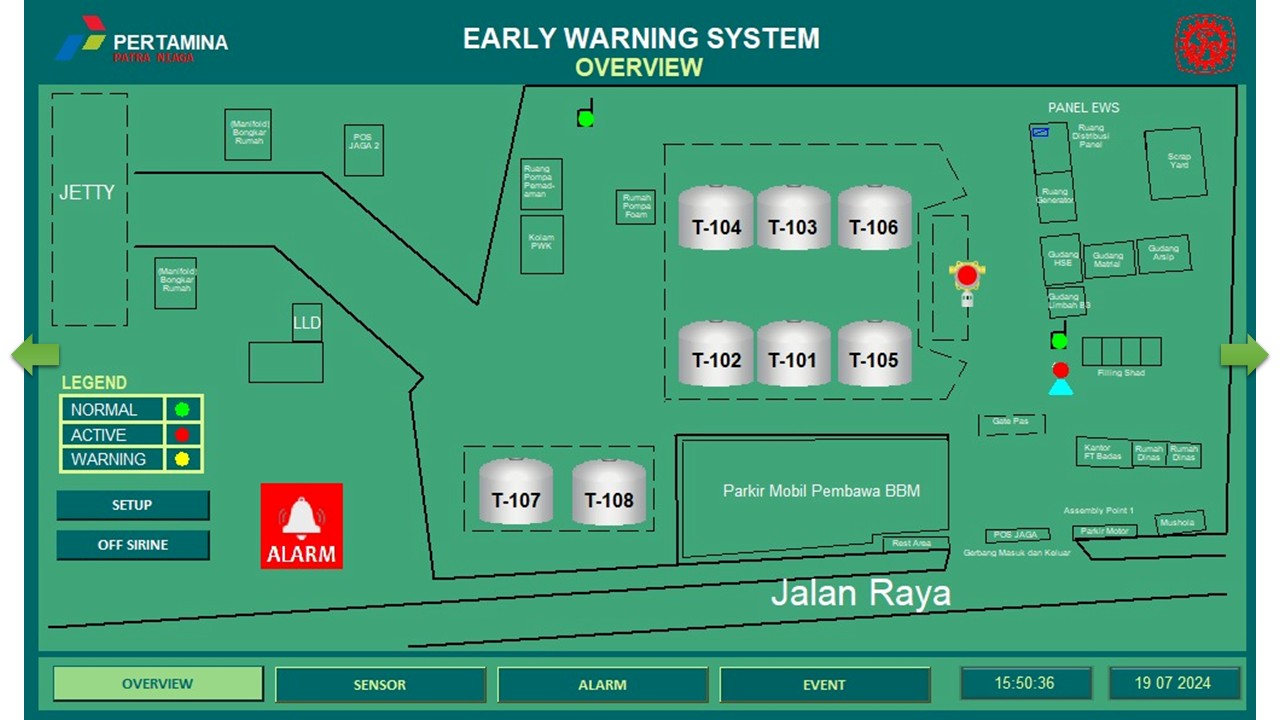 PERTAMINA
PATRA NIAGA
EARLY WARNING SYSTEM
OVERVIEW
PANEL EWS
JETTY
(Manifold)
Bongkar
Rumah
POS
JAGA 2
Ruang
Pompa
Pemad-
aman
Kolam
PWK
Rumah
Pompa
Foam
T-104
T-103
T-106
T-102
T-101
T-105
Ruang
Distribusi
Panel
Ruang
Generator
Scrap
Yard
Gudang
HSE
Gudang
Matrial
Gudang
Arsip
Gudang
Limbah B3
(Manifold)
Bongkar
Rumah
LLD
Filling Shad
Gate Pas
Kantor
FT Badas
Rumah
Dinas
Rumah
Dinas
LEGEND
NORMAL
ACTIVE
WARNING
SETUP
OFF SIRINE
ALARM
T-107
T-108
Parkir Mobil Pembawa BBM
Rest Area
Assembly Point 1
POS JAGA
Parkir Motor
Mushola
Gerbang Masuk dan Keluar
Jalan Raya
OVERVIEW
SENSOR
ALARM
EVENT
15:50:36
19 07 2024